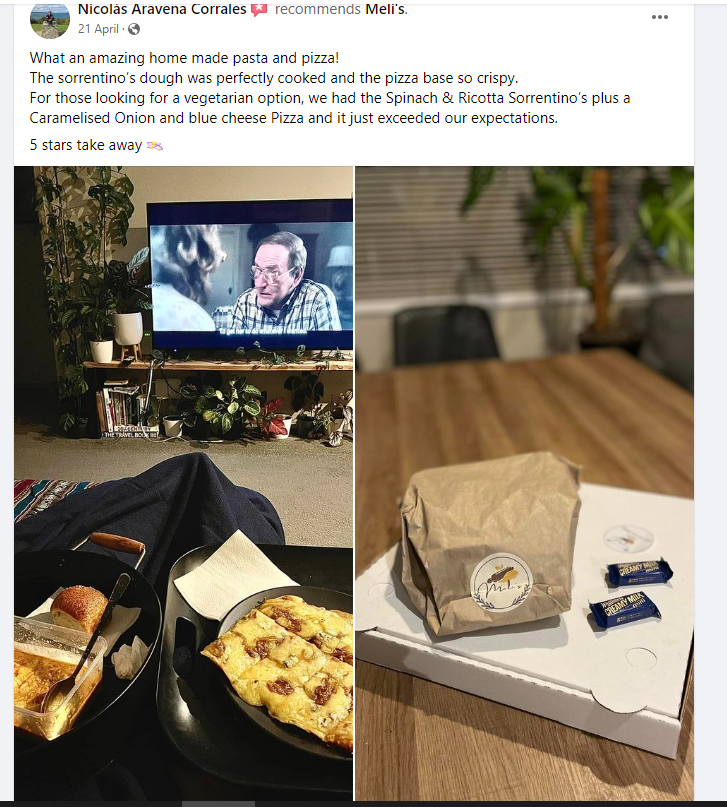 Nicolás Aravena Corrales recommends Meli's.
21 April
What an amazing home made pasta and pizza!
The sorrentino's dough was perfectly cooked and the pizza base so crispy.
For those looking for a vegetarian option, we had the Spinach & Ricotta Sorrentino's plus a
Caramelised Onion and blue cheese Pizza and it just exceeded our expectations.
5 stars take away
THE TRAVEL BOOK
Meli's
CREAMY MILK
CREAMY MILK